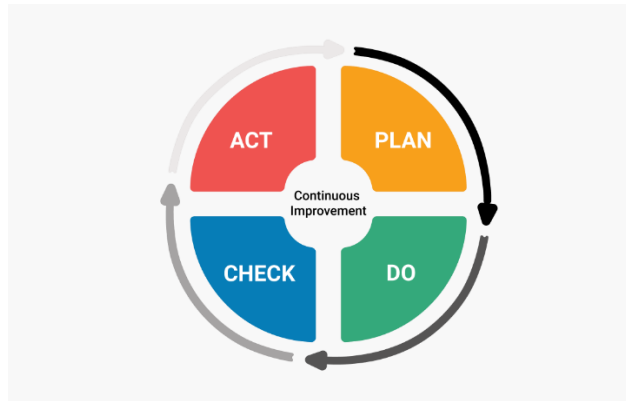 ACT
PLAN
Continuous
Improvement
CHECK
DO